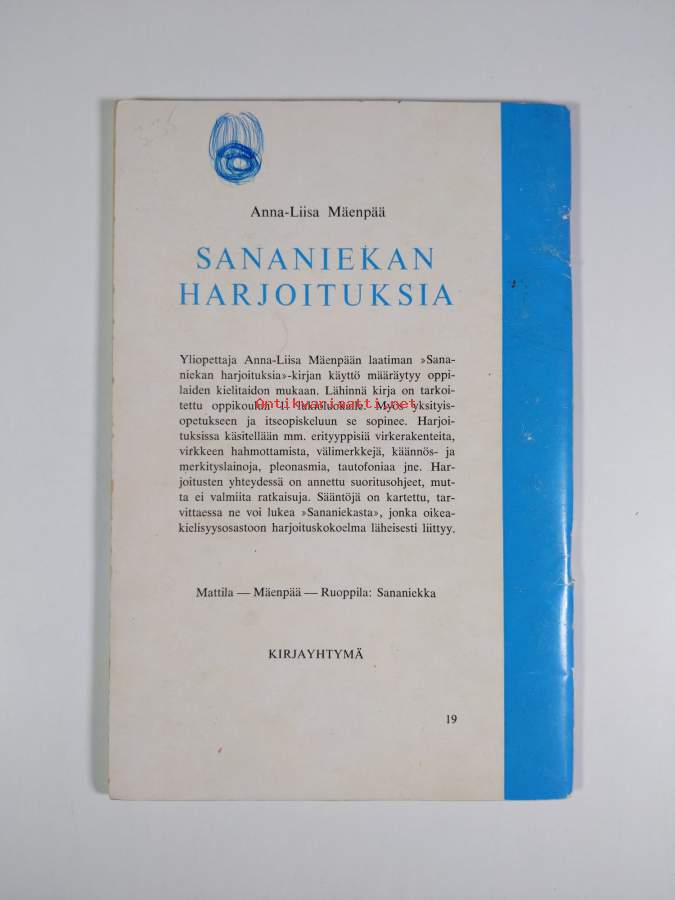 Anna-Liisa Mäenpää
SANANIEKAN
HARJOITUKSIA
Yliopettaja Anna-Liisa Mäenpään laatiman »Sana-
niekan harjoituksia»-kirjan käyttö määräytyy oppi-
laiden kielitaidon mukaan. Lähinnä kirja on tarkoi-
tettu oppikoulun lukioluokalle. Myös yksityis-
Antikvariaatti.net
opetukseen ja itseopiskeluun se sopinee. Harjoi-
tuksissa käsitellään mm. erityyppisiä virkerakenteita,
virkkeen hahmottamista, välimerkkejä, käännös- ja
merkityslainoja, pleonasmia, tautofoniaa jne. Har-
joitusten yhteydessä on annettu suoritusohjeet, mut-
ta ei valmiita ratkaisuja. Sääntöjä on kartettu, tar-
vittaessa ne voi lukea »Sananiekasta», jonka oikea-
kielisyysosastoon harjoituskokoelma läheisesti liittyy.
Mattila — Mäenpää — Ruoppila: Sananiekka
KIRJAYHTYMÄ
19